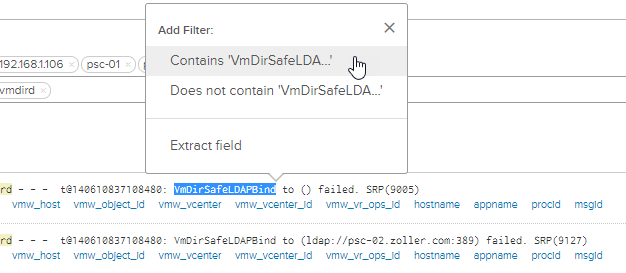 Add Filter:
Contains 'VmDirSafeLDA...'
Does not contain 'VmDirSafeLDA...'
Extract field
192.168.1.106 × psc-01 ×
vmdird ×
rd - - - t@140610837108480: VmDirSafeLDAPBind to () failed. SRP(9005)
vmw_host vmw_object_id vmw_vcenter vmw_vcenter_id vmw_vr_ops_id hostname appname procid msgid
rd - - - t@140610837108480: VmDirSafeLDAPBind to (ldap://psc-02.zoller.com:389) failed. SRP(9127)
vmw_host vmw_object_id vmw_vcenter vmw_vcenter_id vmw_vr_ops_id hostname appname procid msgid